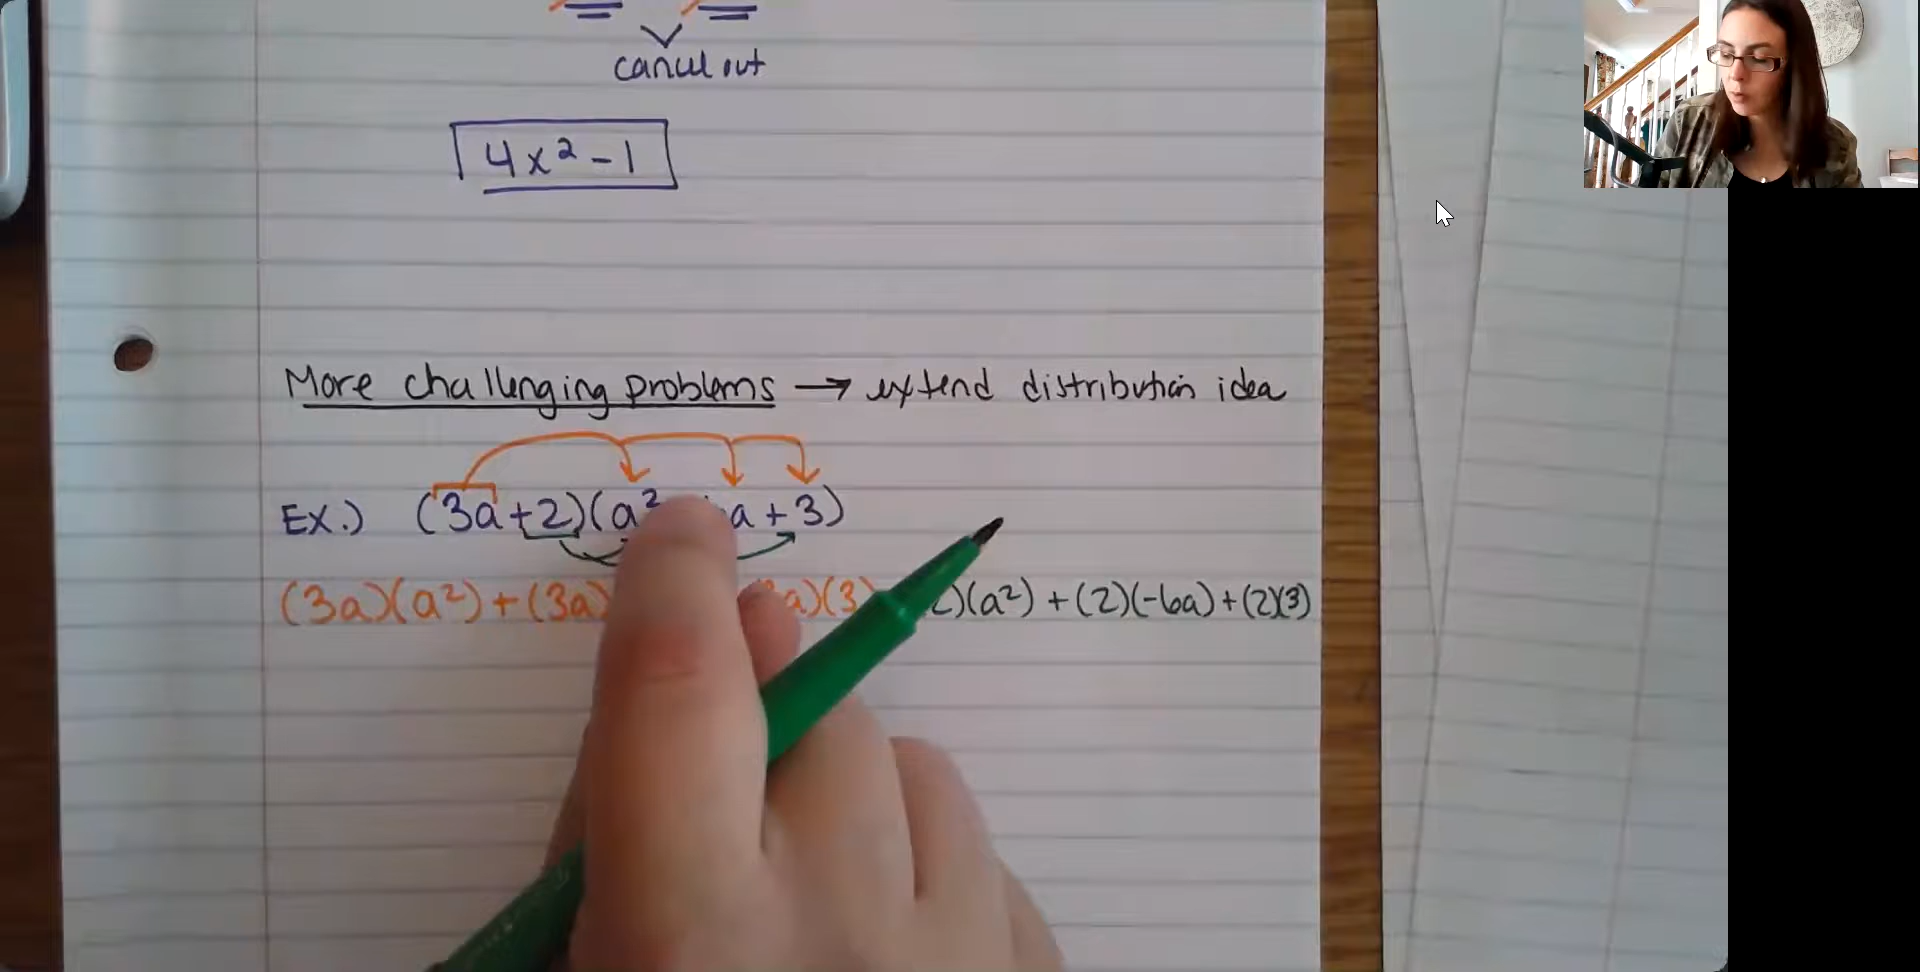 cancel out
4x² - 1
More challenging problems → extend distribution idea
Ex.) (3a+2)(a² a + 3)
(3a)(a²) + (3a) a)(3) )(a²) + (2)(-6a) + (2)(3)